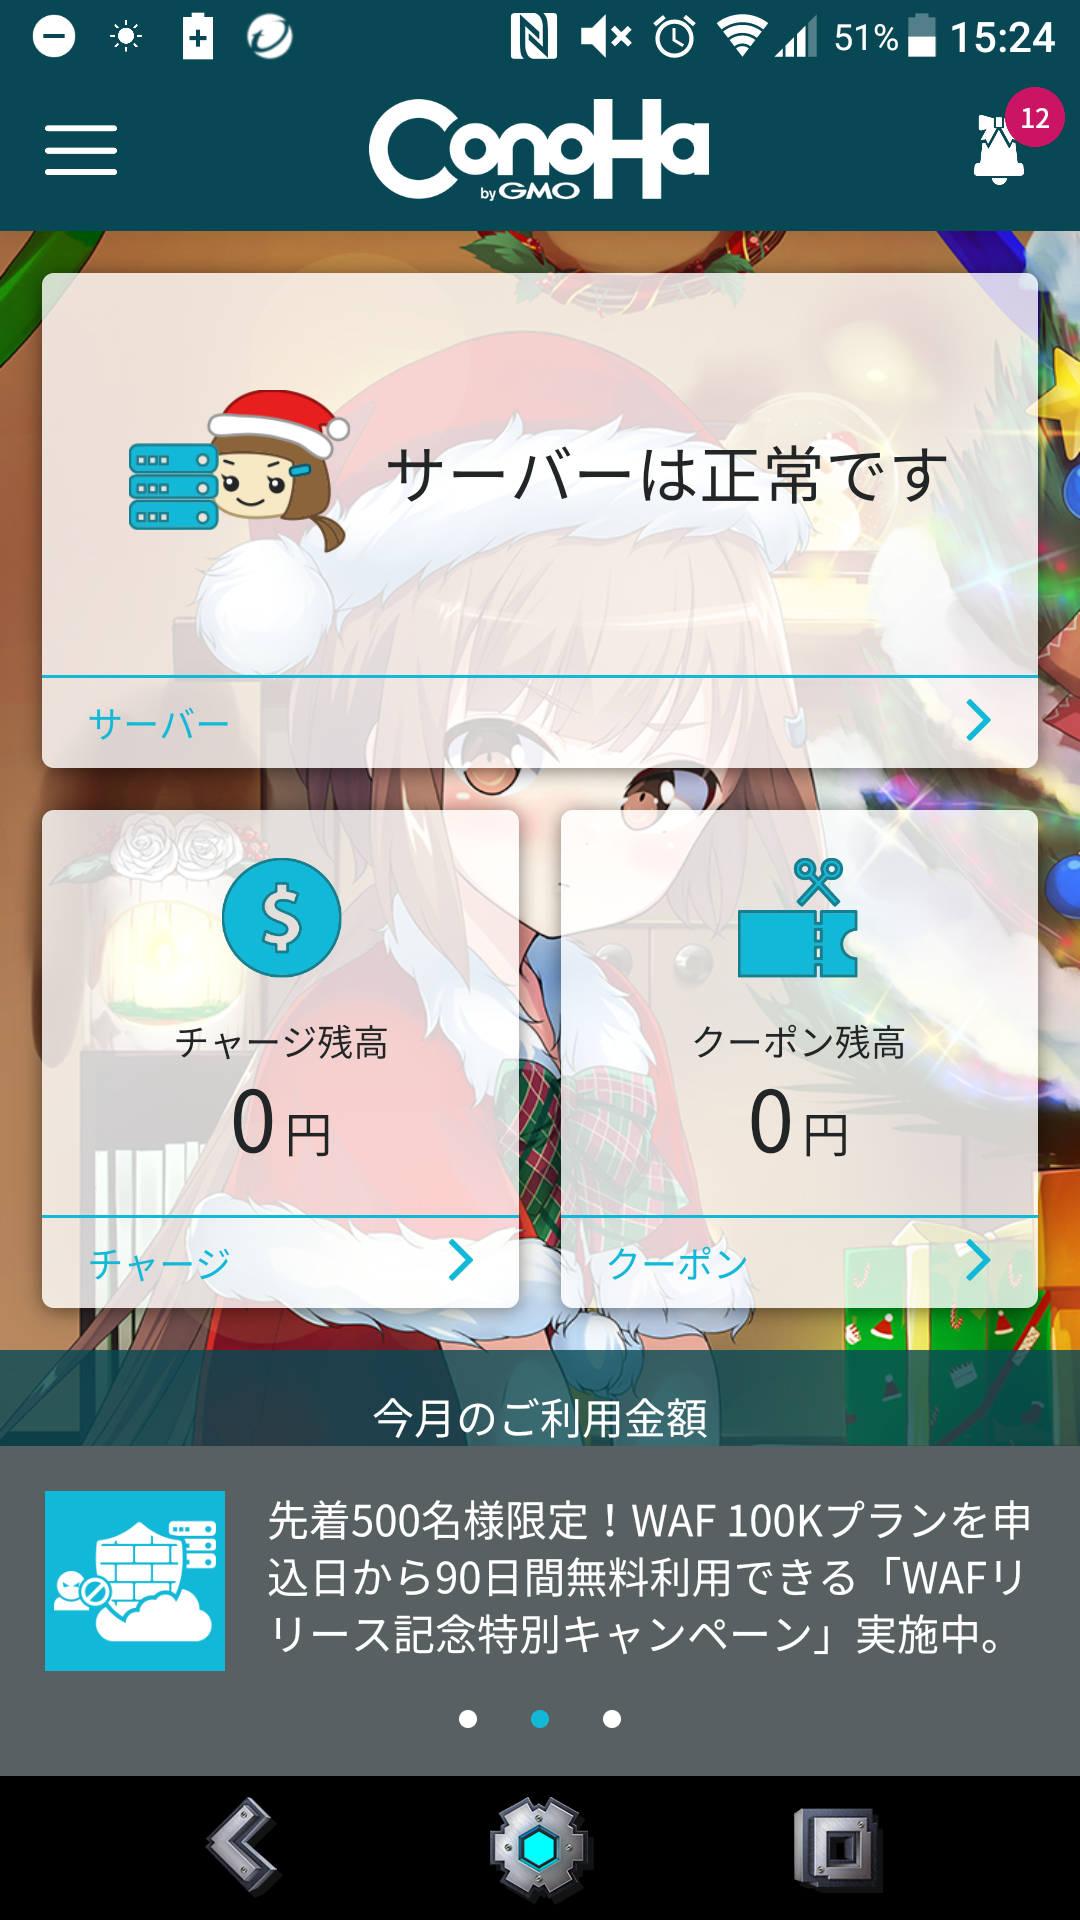 51% 15:24
ConoHa
by GMO
12
サーバーは正常です
サーバー
$
チャージ残高
0 円
チャージ
クーポン残高
0 円
クーポン
今月のご利用金額
先着500名様限定！WAF 100Kプランを申
込日から90日間無料利用できる「WAFリ
リース記念特別キャンペーン」実施中。